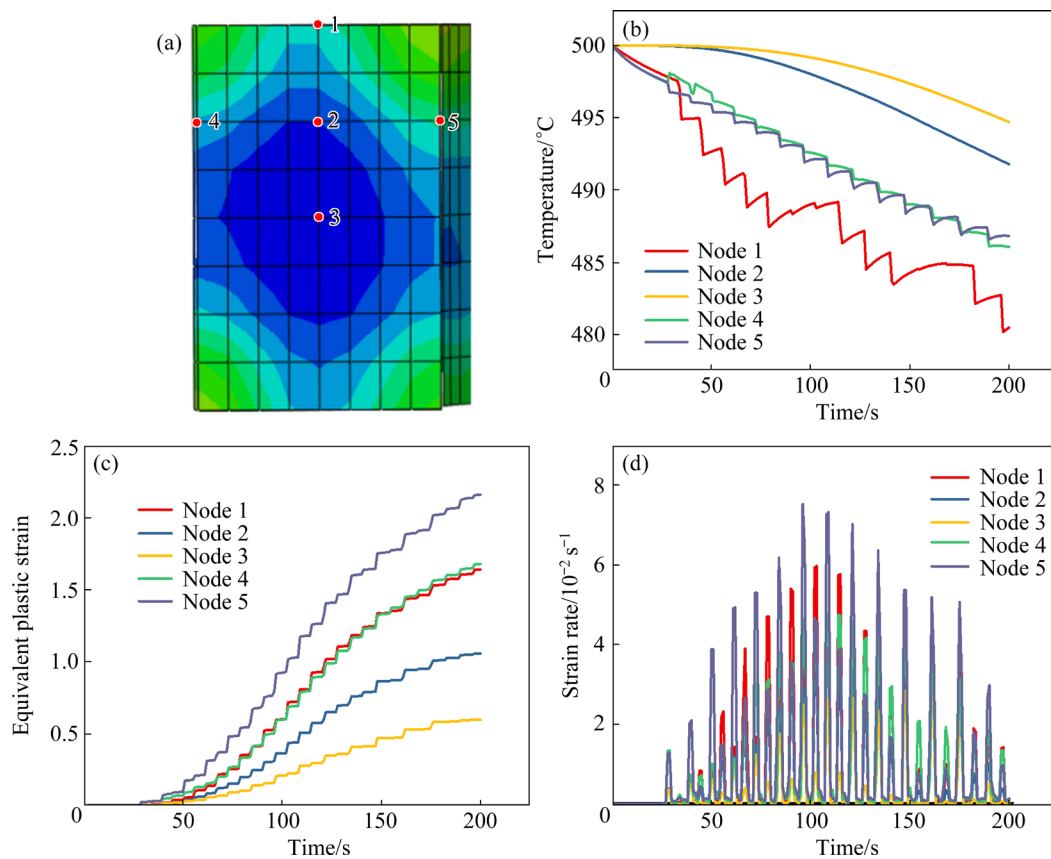 (a)
1
4
2
5
3
(b)
Temperature/°C
500
495
490
485
480
0
50
100
150
200
Time/s
Node 1
Node 2
Node 3
Node 4
Node 5
(c)
Equivalent plastic strain
2.5
2.0
1.5
1.0
0.5
0
50
100
150
200
Time/s
Node 1
Node 2
Node 3
Node 4
Node 5
(d)
Strain rate/10⁻² s⁻¹
8
6
4
2
0
50
100
150
200
Time/s
Node 1
Node 2
Node 3
Node 4
Node 5